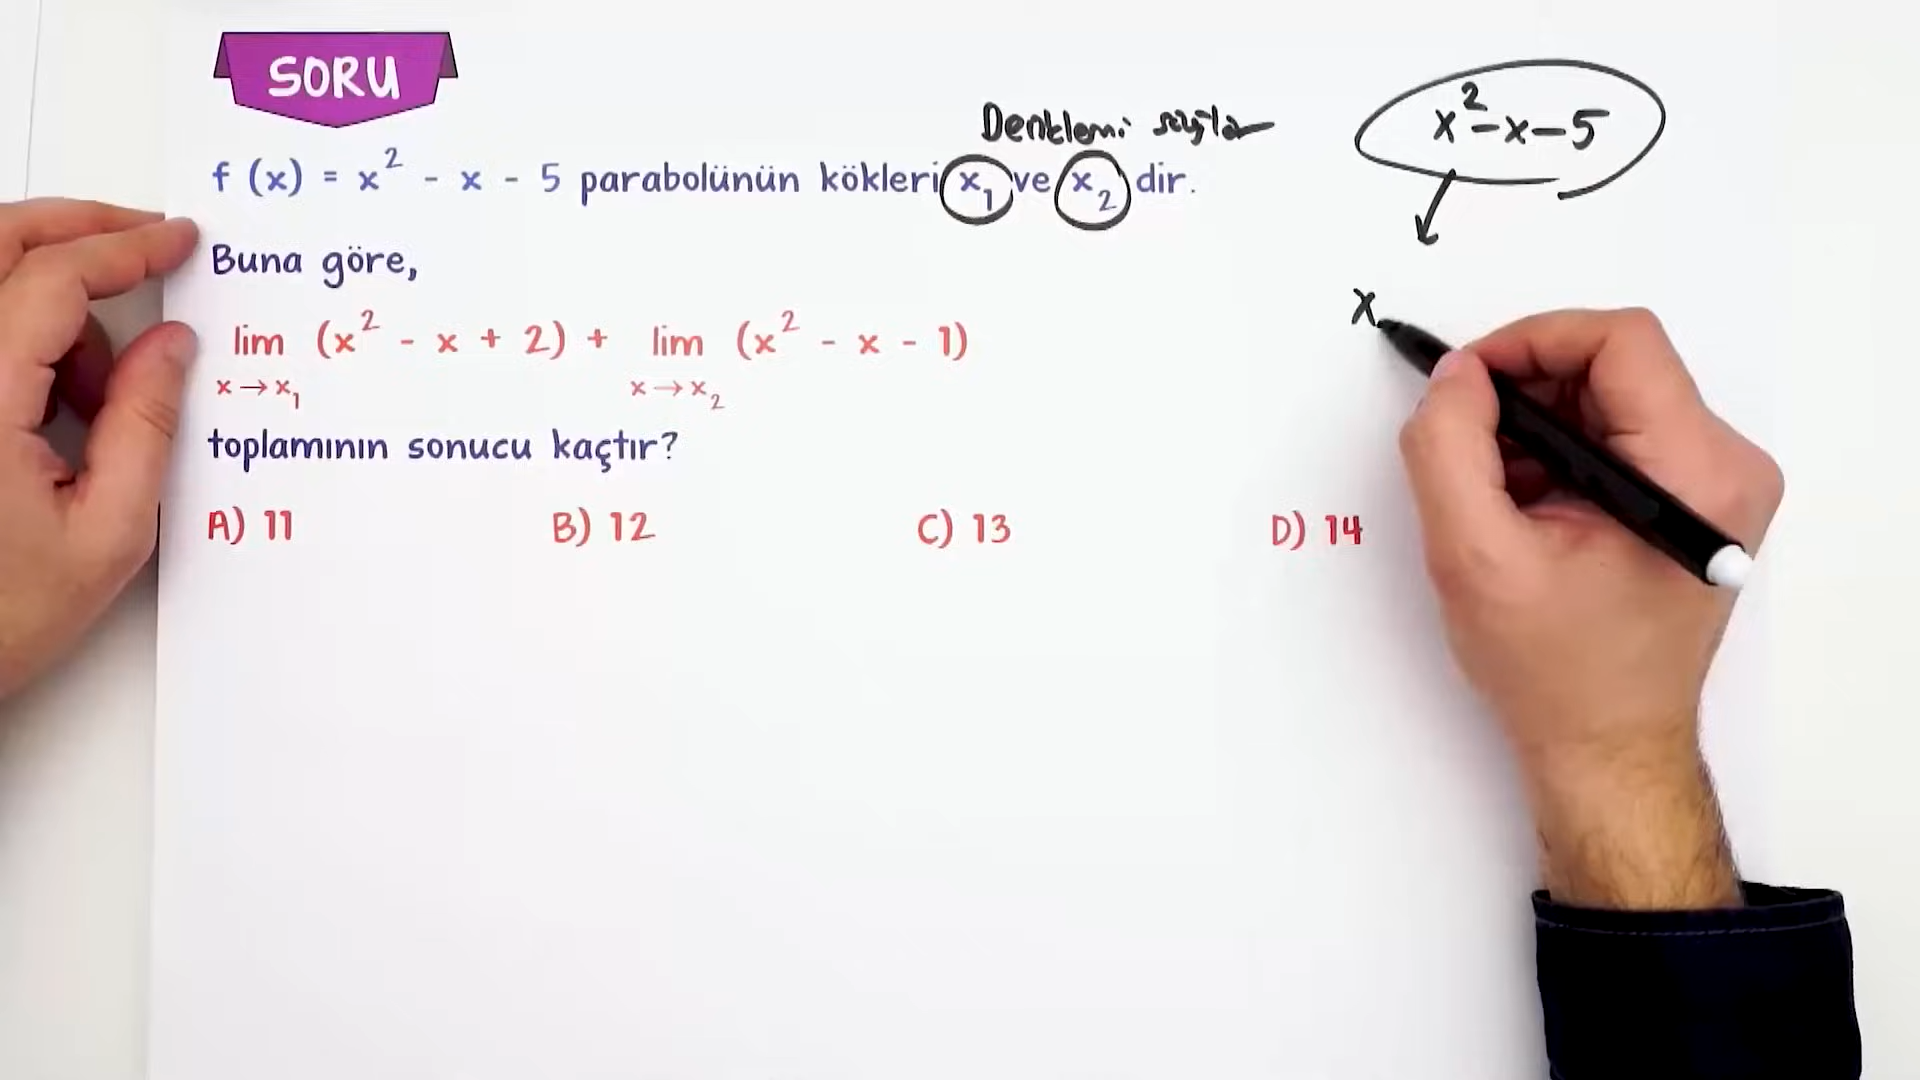 SORU
Denklemi sağlar
x² - x - 5
f (x) = x² - x - 5 parabolünün kökleri x₁ ve x₂ dir.
Buna göre,
x
lim (x² - x + 2) + lim (x² - x - 1)
x → x₁ x → x₂
toplamının sonucu kaçtır?
A) 11 B) 12 C) 13 D) 14